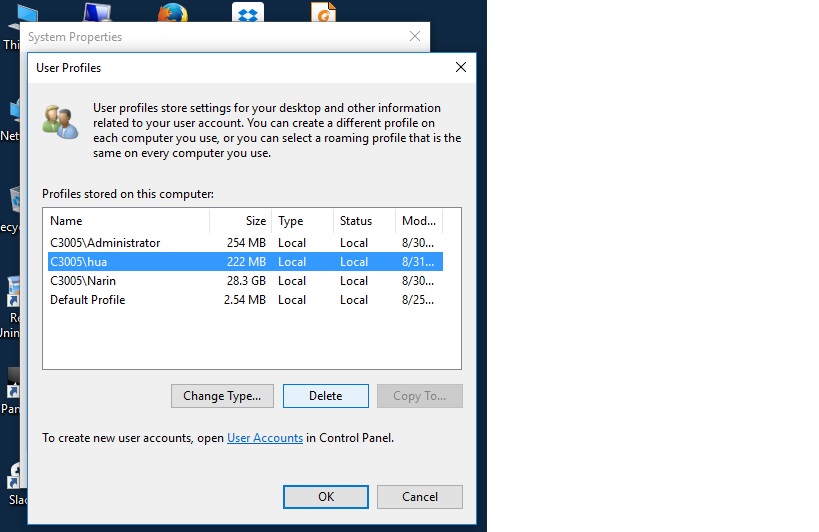 Thi
System Properties
User Profiles
User profiles store settings for your desktop and other information
related to your user account. You can create a different profile on
each computer you use, or you can select a roaming profile that is the
same on every computer you use.
Net
Profiles stored on this computer:
Name Size Type Status Mod...
C3005\Administrator 254 MB Local Local 8/30...
C3005\hua 222 MB Local Local 8/31...
C3005\Narin 28.3 GB Local Local 8/30...
Default Profile 2.54 MB Local Local 8/25...
ecyc
Re
Unin
Change Type... Delete Copy To...
Pan
To create new user accounts, open User Accounts in Control Panel.
Slac
OK Cancel